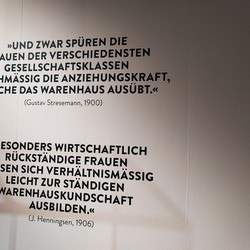 »UND ZWAR SPÜREN DIE
AUEN DER VERSCHIEDENSTEN
GESELLSCHAFTSKLASSEN
HMÄSSIG DIE ANZIEHUNGSKRAFT,
CHE DAS WARENHAUS AUSÜBT.«
(Gustav Stresemann, 1900)
ESONDERS WIRTSCHAFTLICH
RÜCKSTÄNDIGE FRAUEN
SEN SICH VERHÄLTNISMÄSSIG
LEICHT ZUR STÄNDIGEN
WARENHAUSKUNDSCHAFT
AUSBILDEN.«
(J. Henningsen, 1906)